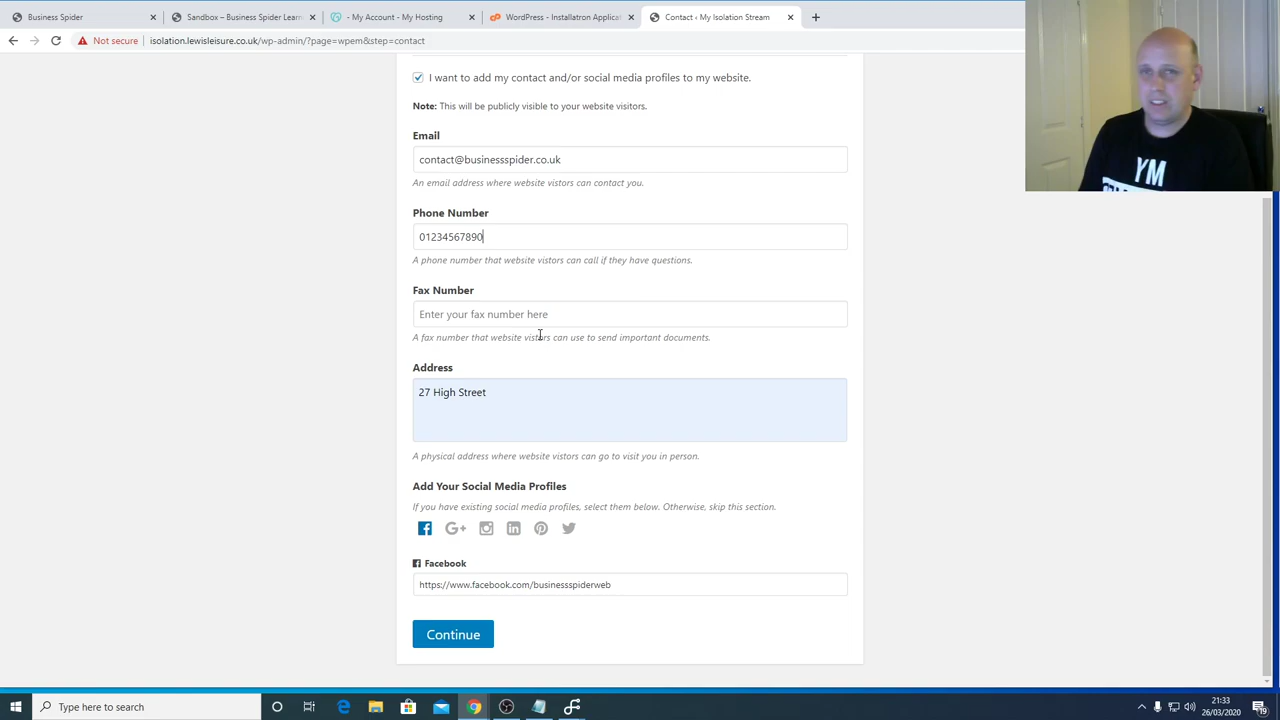 Business Spider
Sandbox – Business Spider Learn
- My Account - My Hosting
WordPress - Installatron Applicat
Contact ‹ My Isolation Stream
Not secure
isolation.lewisleisure.co.uk/wp-admin/?page=wpem&step=contact
I want to add my contact and/or social media profiles to my website.
Note: This will be publicly visible to your website visitors.
Email
contact@businessspider.co.uk
An email address where website vistors can contact you.
Phone Number
01234567890
A phone number that website vistors can call if they have questions.
Fax Number
Enter your fax number here
A fax number that website vistors can use to send important documents.
Address
27 High Street
A physical address where website vistors can go to visit you in person.
Add Your Social Media Profiles
If you have existing social media profiles, select them below. Otherwise, skip this section.
Facebook
https://www.facebook.com/businessspiderweb
Continue
YM
Type here to search
21:33
26/03/2020
19